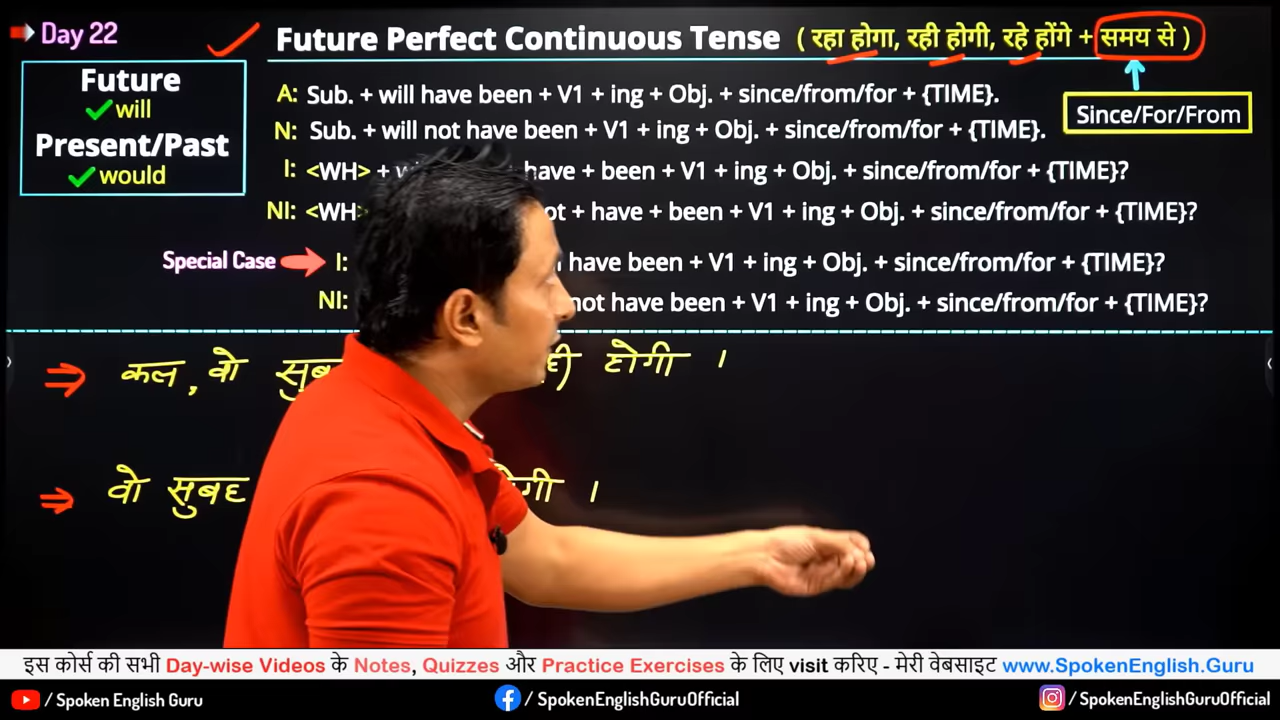 Day 22
Future Perfect Continuous Tense ( रहा होगा, रही होगी, रहे होंगे + समय से )
Future
will
Present/Past
would
Since/For/From
A: Sub. + will have been + V1 + ing + Obj. + since/from/for + {TIME}.
N: Sub. + will not have been + V1 + ing + Obj. + since/from/for + {TIME}.
I: <WH> + have + been + V1 + ing + Obj. + since/from/for + {TIME}?
NI: <WH> + have + been + V1 + ing + Obj. + since/from/for + {TIME}?
Special Case I: have been + V1 + ing + Obj. + since/from/for + {TIME}?
NI: not have been + V1 + ing + Obj. + since/from/for + {TIME}?
कल, वो होगी ।
वो सुबह ।
इस कोर्स की सभी Day-wise Videos के Notes, Quizzes और Practice Exercises के लिए visit करिए - मेरी वेबसाइट www.SpokenEnglish.Guru
/ Spoken English Guru / SpokenEnglishGuruOfficial / SpokenEnglishGuruOfficial